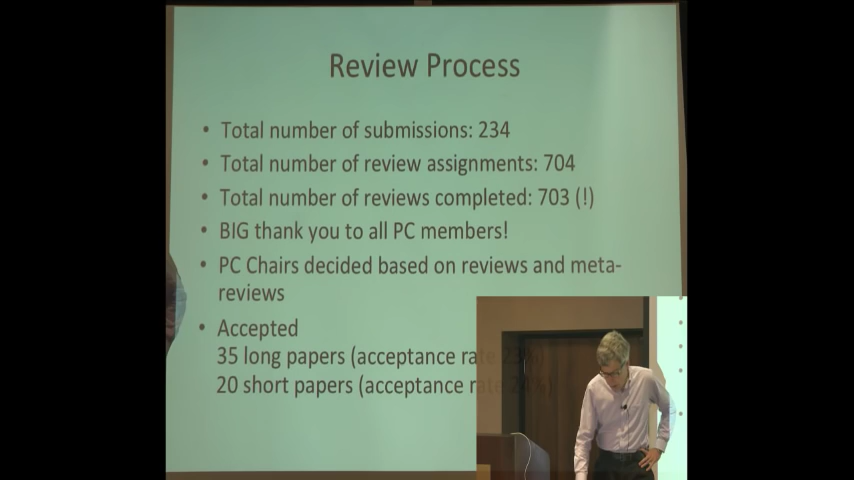 Review Process
• Total number of submissions: 234
• Total number of review assignments: 704
• Total number of reviews completed: 703 (!)
• BIG thank you to all PC members!
• PC Chairs decided based on reviews and meta-
reviews
• Accepted
35 long papers (acceptance rate 23%)
20 short papers (acceptance rate